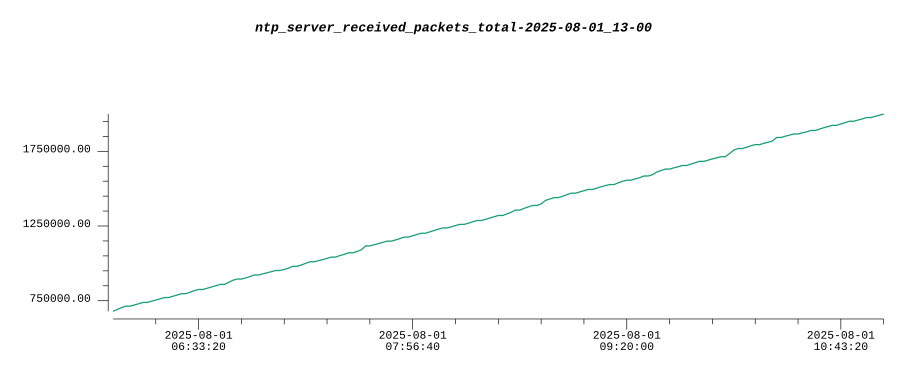 ntp_server_received_packets_total-2025-08-01_13-00
1750000.00
1250000.00
750000.00
2025-08-01 2025-08-01 2025-08-01 2025-08-01
06:33:20 07:56:40 09:20:00 10:43:20